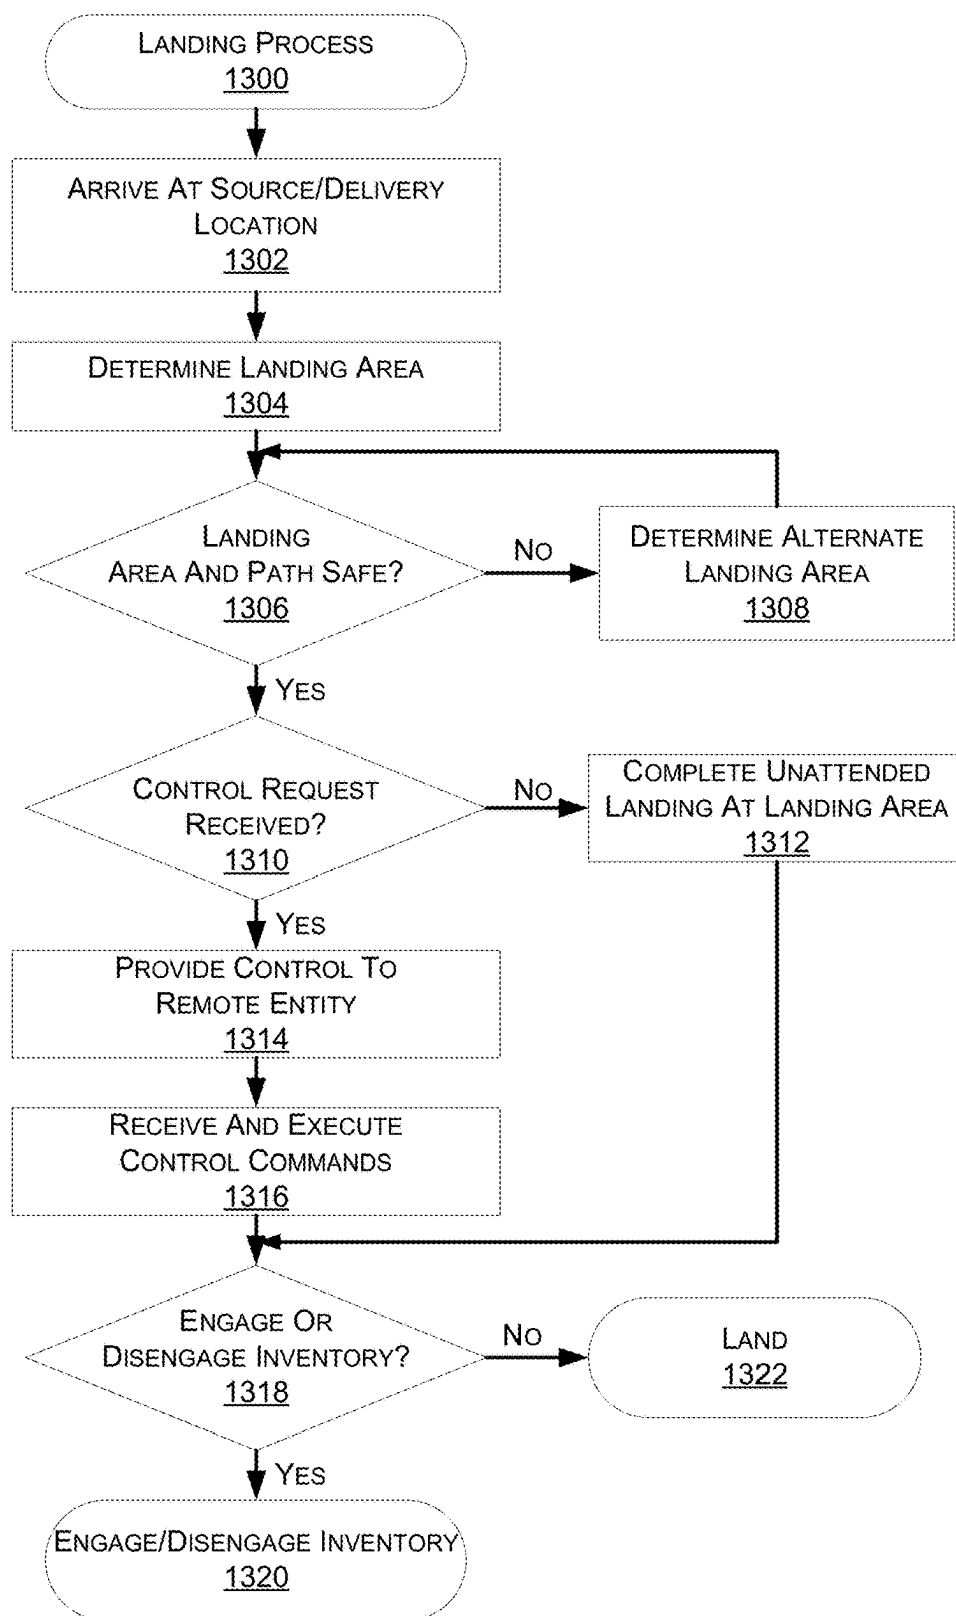 LANDING PROCESS
1300
ARRIVE AT SOURCE/DELIVERY
LOCATION
1302
DETERMINE LANDING AREA
1304
LANDING
AREA AND PATH SAFE?
1306
NO
DETERMINE ALTERNATE
LANDING AREA
1308
YES
CONTROL REQUEST
RECEIVED?
1310
NO
COMPLETE UNATTENDED
LANDING AT LANDING AREA
1312
YES
PROVIDE CONTROL TO
REMOTE ENTITY
1314
RECEIVE AND EXECUTE
CONTROL COMMANDS
1316
ENGAGE OR
DISENGAGE INVENTORY?
1318
NO
LAND
1322
YES
ENGAGE/DISENGAGE INVENTORY
1320